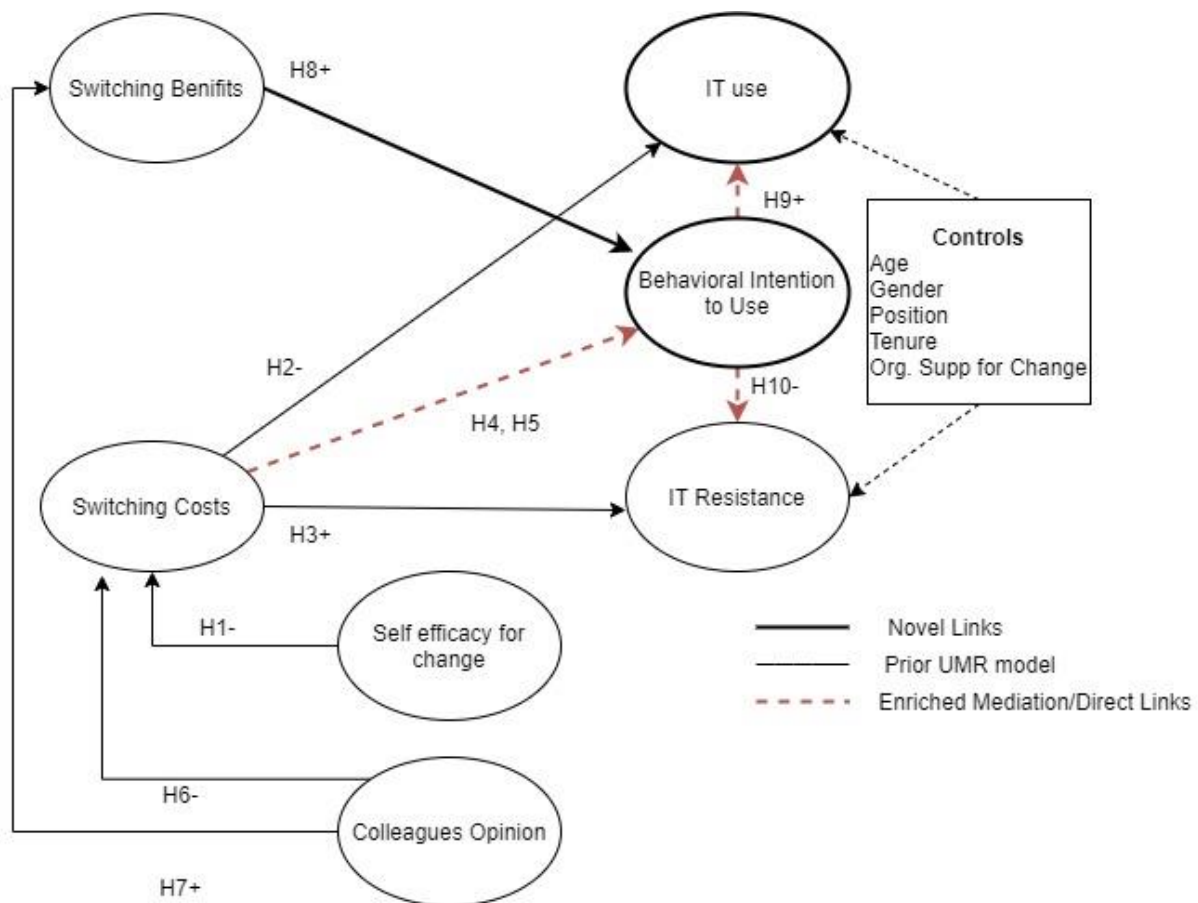 H8+
Switching Benifits
IT use
H9+
Controls
Age
Gender
Position
Tenure
Org. Supp for Change
Behavioral Intention
to Use
H2-
H10-
H4, H5
Switching Costs
IT Resistance
H3+
H1-
Self efficacy for
change
Novel Links
Prior UMR model
Enriched Mediation/Direct Links
H6-
Colleagues Opinion
H7+